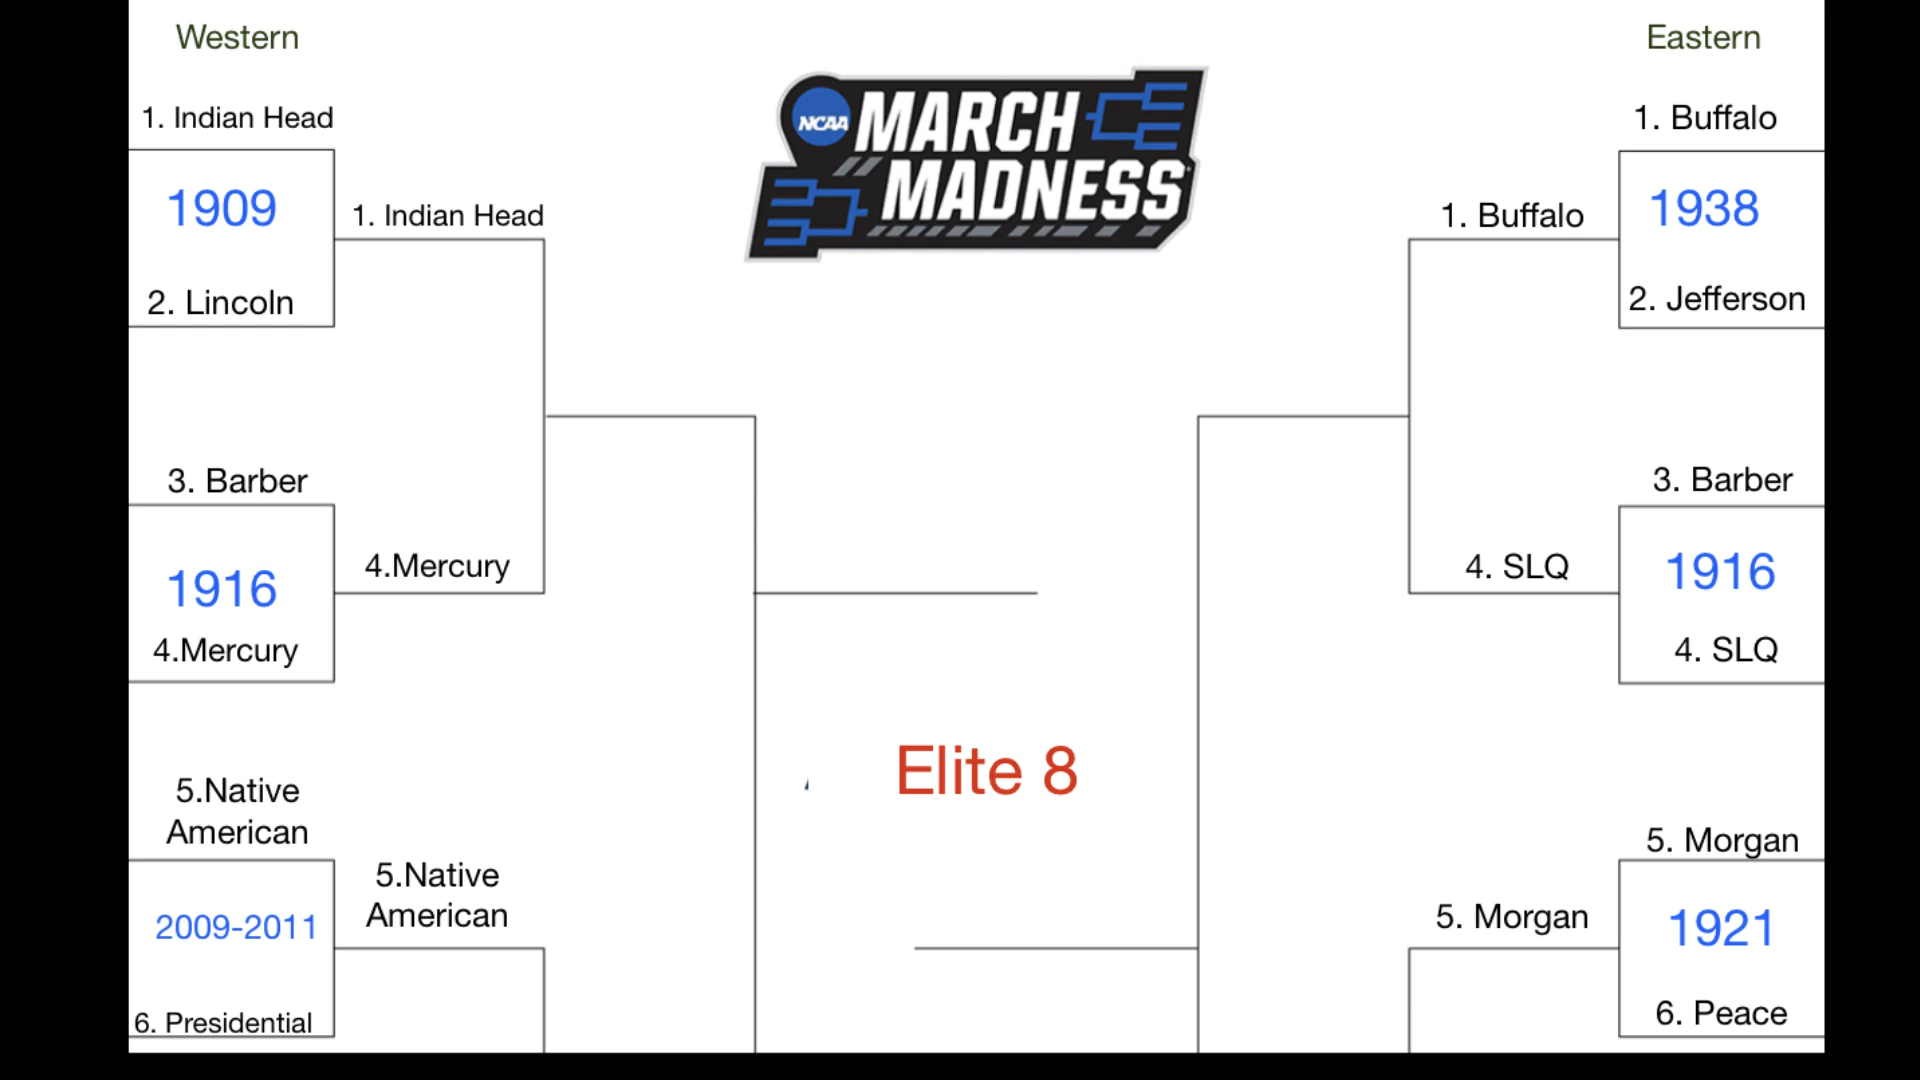 Western
Eastern
1. Indian Head
1. Buffalo
NCAA
MARCH
MADNESS
1909
1. Indian Head
1. Buffalo
1938
2. Lincoln
2. Jefferson
3. Barber
3. Barber
4.Mercury
4. SLQ
1916
1916
4.Mercury
4. SLQ
Elite 8
5.Native
American
5. Morgan
5.Native
American
5. Morgan
2009-2011
1921
6. Presidential
6. Peace